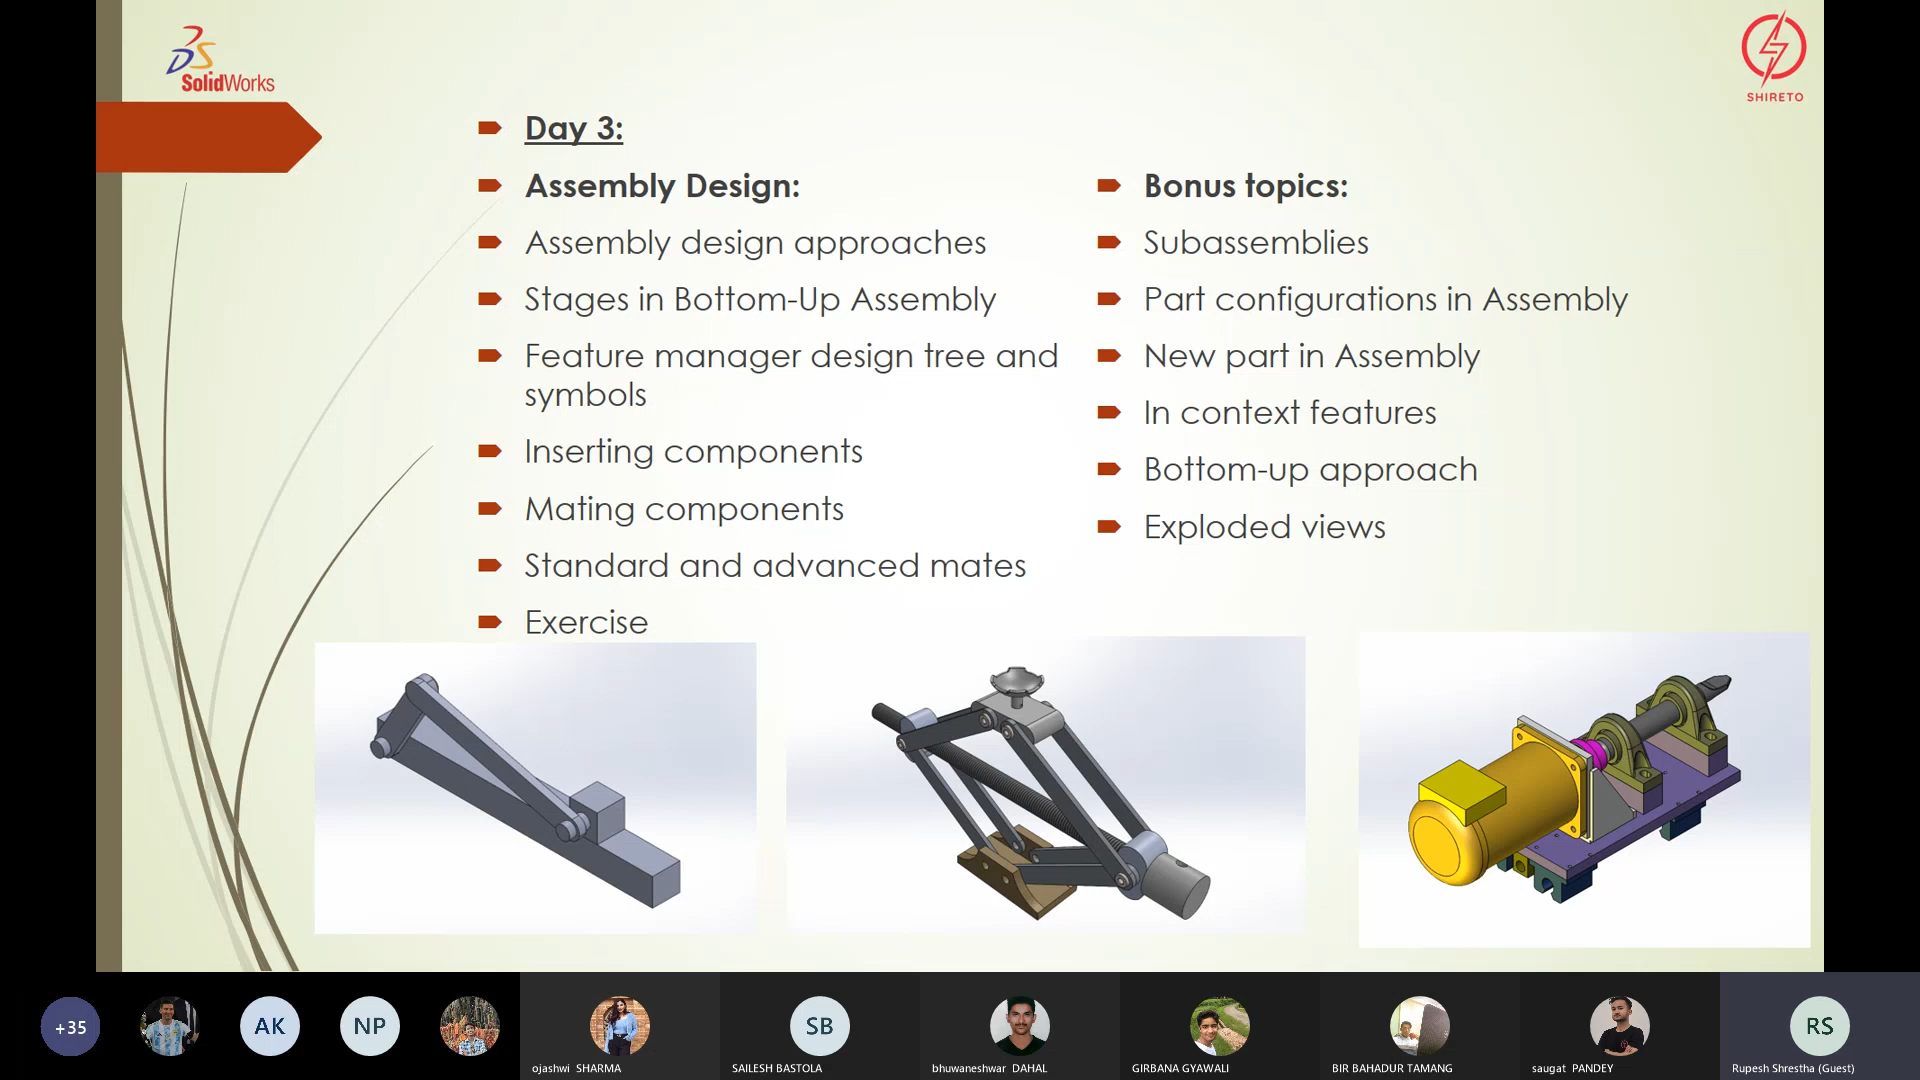 SolidWorks
SHIRETO
Day 3:
Assembly Design:
Assembly design approaches
Stages in Bottom-Up Assembly
Feature manager design tree and
symbols
Inserting components
Mating components
Standard and advanced mates
Exercise
Bonus topics:
Subassemblies
Part configurations in Assembly
New part in Assembly
In context features
Bottom-up approach
Exploded views
+35
AK
NP
ojashwi SHARMA
SB
SAILESH BASTOLA
bhuwaneshwar DAHAL
GIRBANA GYAWALI
BIR BAHADUR TAMANG
saugat PANDEY
RS
Rupesh Shrestha (Guest)